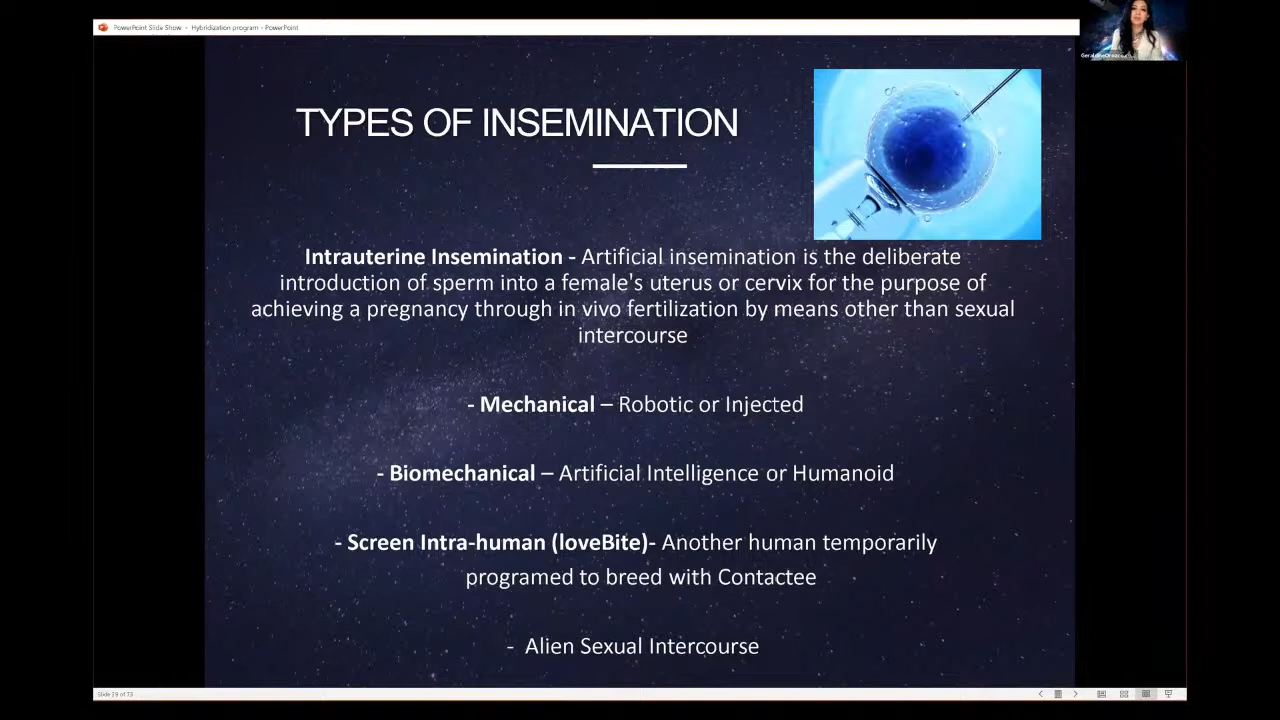 PowerPoint Slide Show - Hybridization program - PowerPoint
TYPES OF INSEMINATION
Intrauterine Insemination - Artificial insemination is the deliberate
introduction of sperm into a female's uterus or cervix for the purpose of
achieving a pregnancy through in vivo fertilization by means other than sexual
intercourse
- Mechanical – Robotic or Injected
- Biomechanical – Artificial Intelligence or Humanoid
- Screen Intra-human (loveBite)- Another human temporarily
programed to breed with Contactee
- Alien Sexual Intercourse